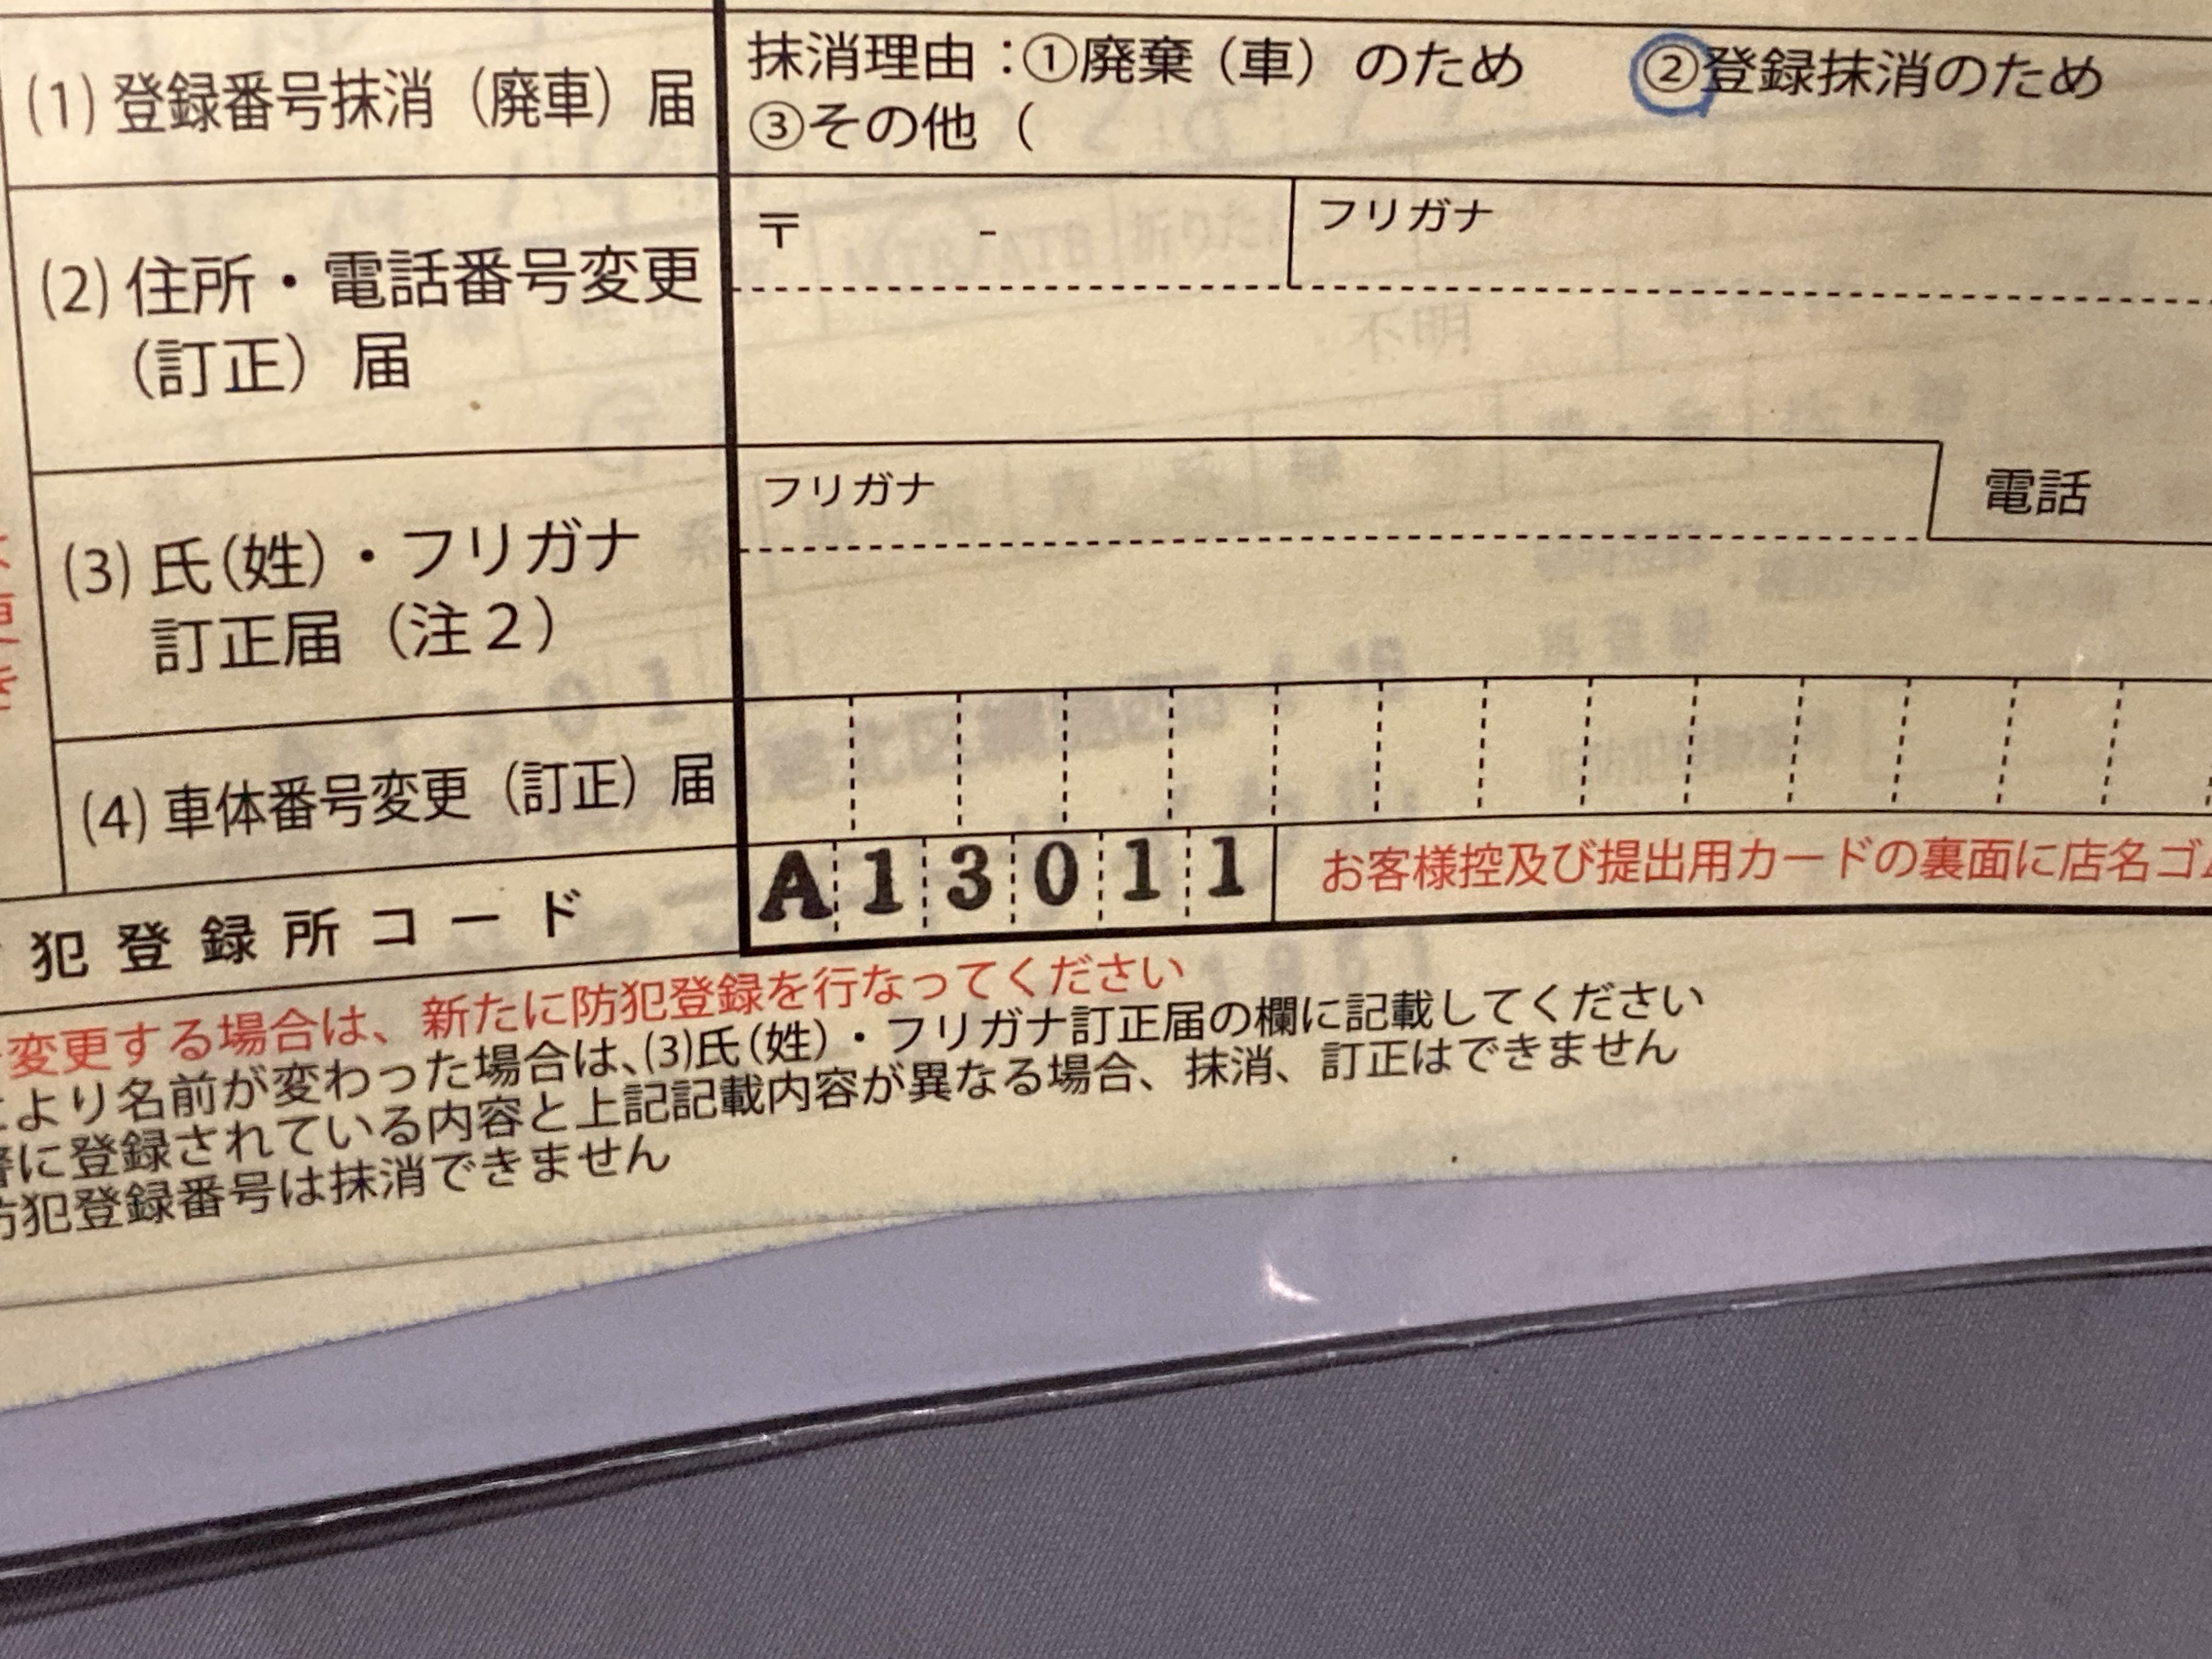 (1) 登録番号抹消（廃車）届
抹消理由：①廃棄（車）のため ②登録抹消のため
③その他（
(2) 住所・電話番号変更
（訂正）届
〒 - フリガナ
(3) 氏(姓)・フリガナ
訂正届（注２）
フリガナ
電話
(4) 車体番号変更（訂正）届
犯登録所コード
A13011
お客様控及び提出用カードの裏面に店名ゴ
変更する場合は、新たに防犯登録を行なってください
より名前が変わった場合は、(3)氏(姓)・フリガナ訂正届の欄に記載してください
に登録されている内容と上記記載内容が異なる場合、抹消、訂正はできません
犯登録番号は抹消できません